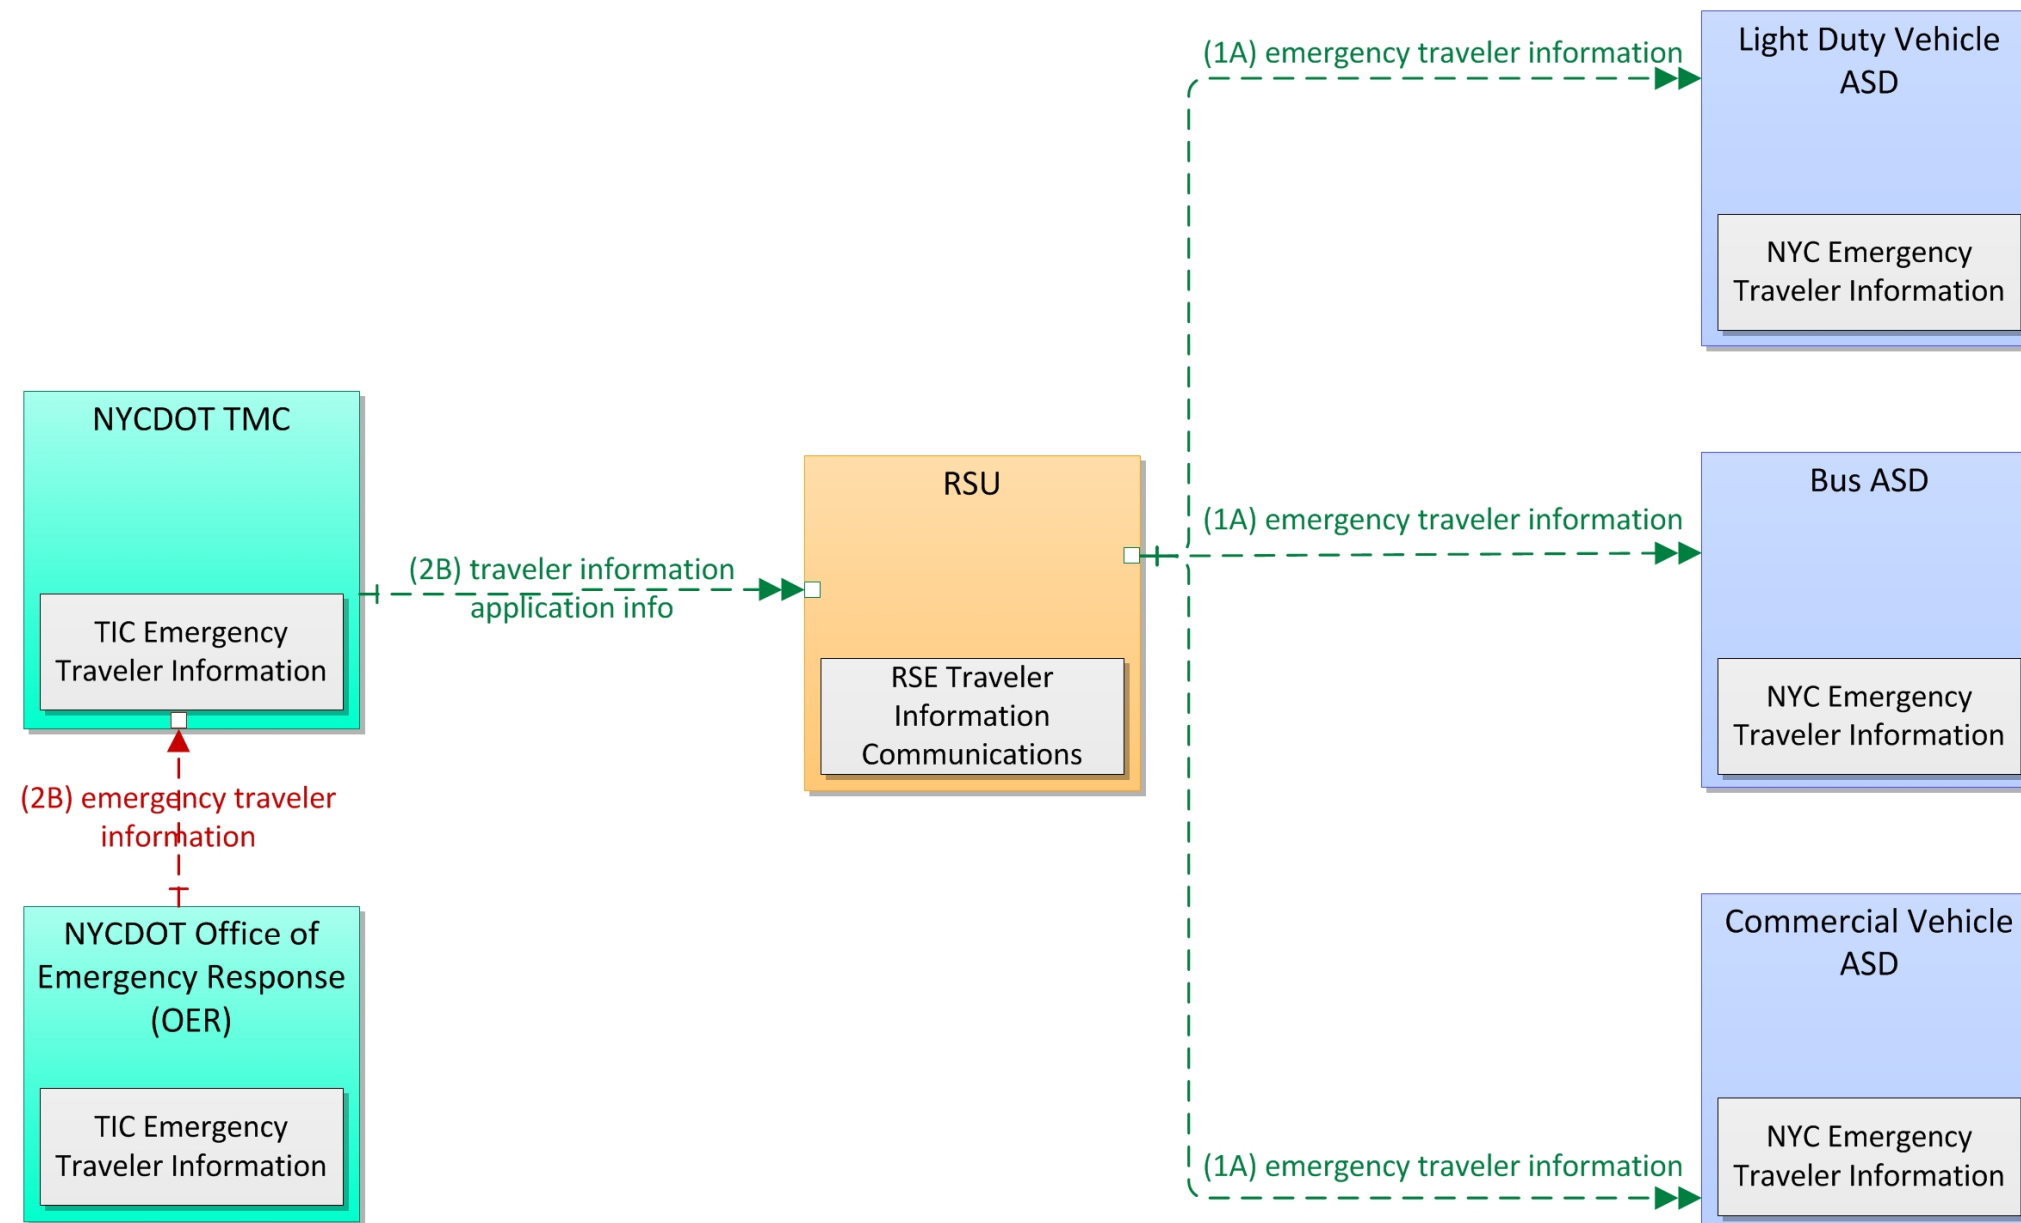 (1A) emergency traveler information
Light Duty Vehicle
ASD
NYC Emergency
Traveler Information
NYCDOT TMC
TIC Emergency
Traveler Information
(2B) traveler information
application info
RSU
RSE Traveler
Information
Communications
(1A) emergency traveler information
Bus ASD
NYC Emergency
Traveler Information
(2B) emergency traveler
information
NYCDOT Office of
Emergency Response
(OER)
TIC Emergency
Traveler Information
(1A) emergency traveler information
Commercial Vehicle
ASD
NYC Emergency
Traveler Information